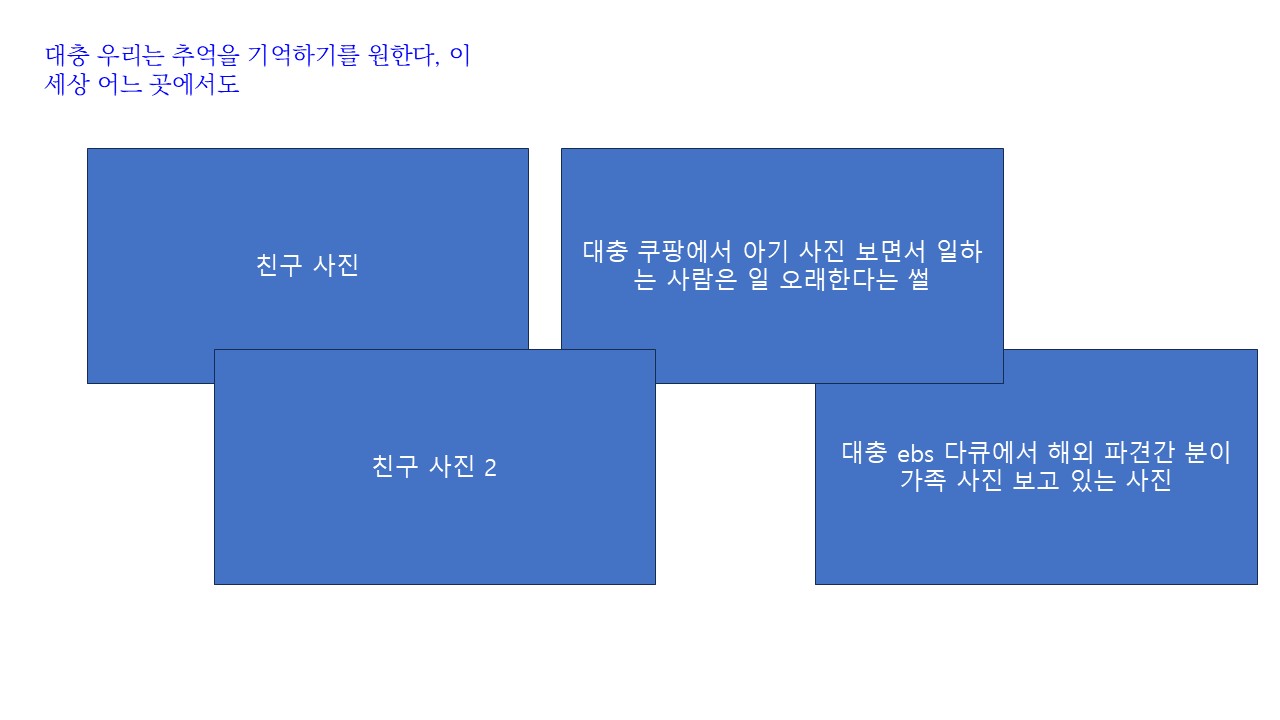 대충 우리는 추억을 기억하기를 원한다, 이
세상 어느 곳에서도
친구 사진
대충 쿠팡에서 아기 사진 보면서 일하
는 사람은 일 오래한다는 썰
친구 사진 2
대충 ebs 다큐에서 해외 파견간 분이
가족 사진 보고 있는 사진